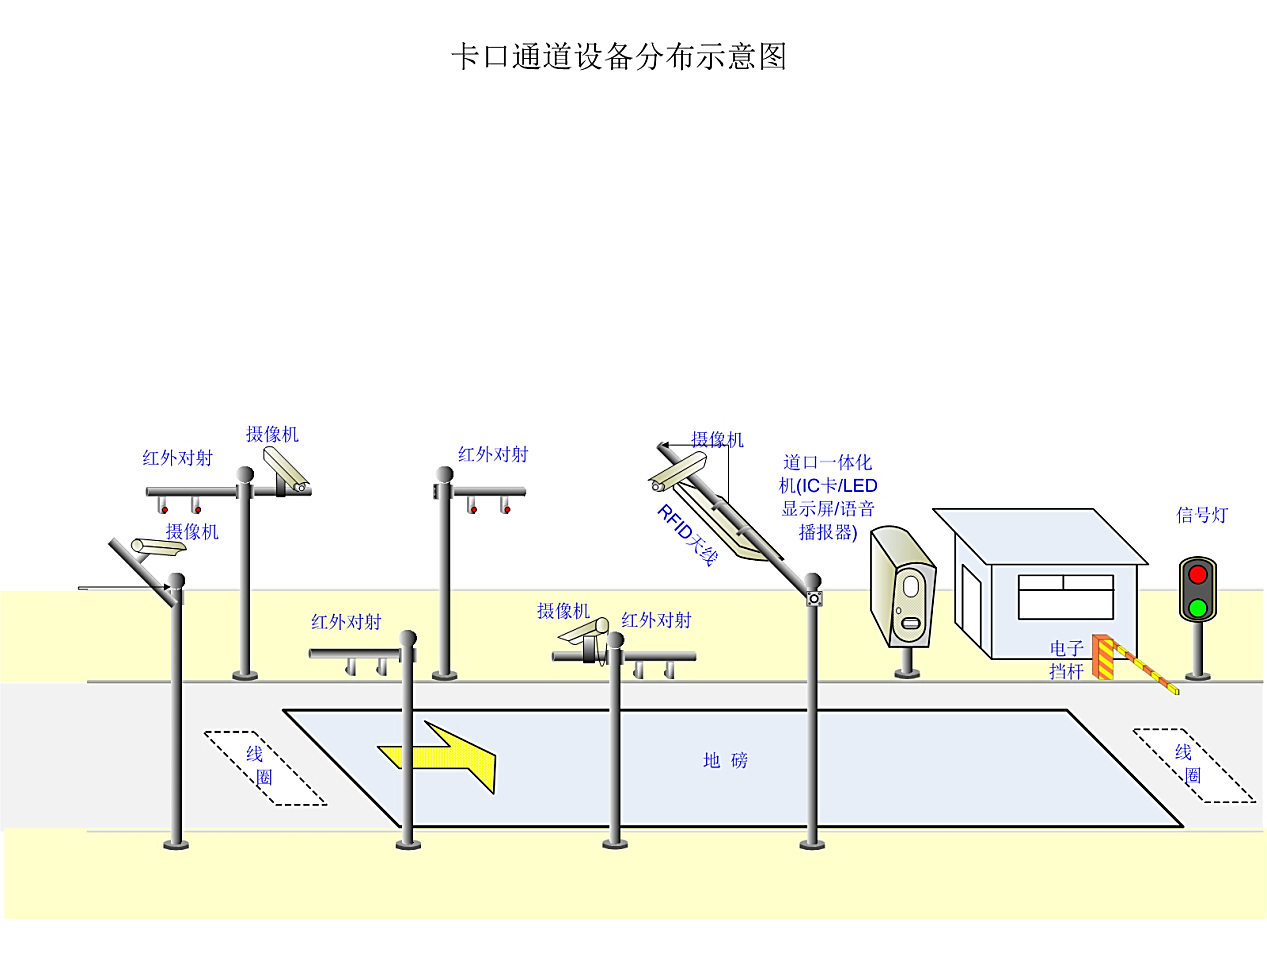 卡口通道设备分布示意图
摄像机
红外对射
红外对射
摄像机
摄像机
道口一体化
机(IC卡/LED
显示屏/语音
播报器)
RFID天线
信号灯
红外对射
摄像机
红外对射
电子
挡杆
线
圈
地 磅
线
圈